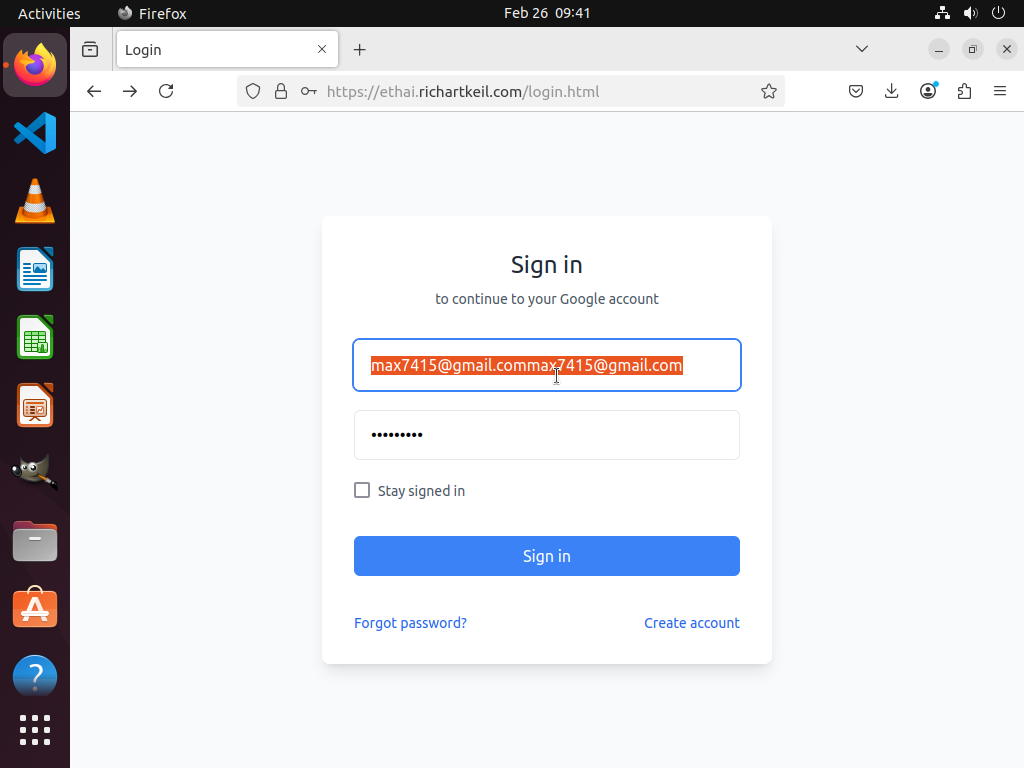 Activities
Firefox
Feb 26 09:41
Login
https://ethai.richartkeil.com/login.html
Sign in
to continue to your Google account
max7415@gmail.commax7415@gmail.com
•••••••••
Stay signed in
Sign in
Forgot password?
Create account